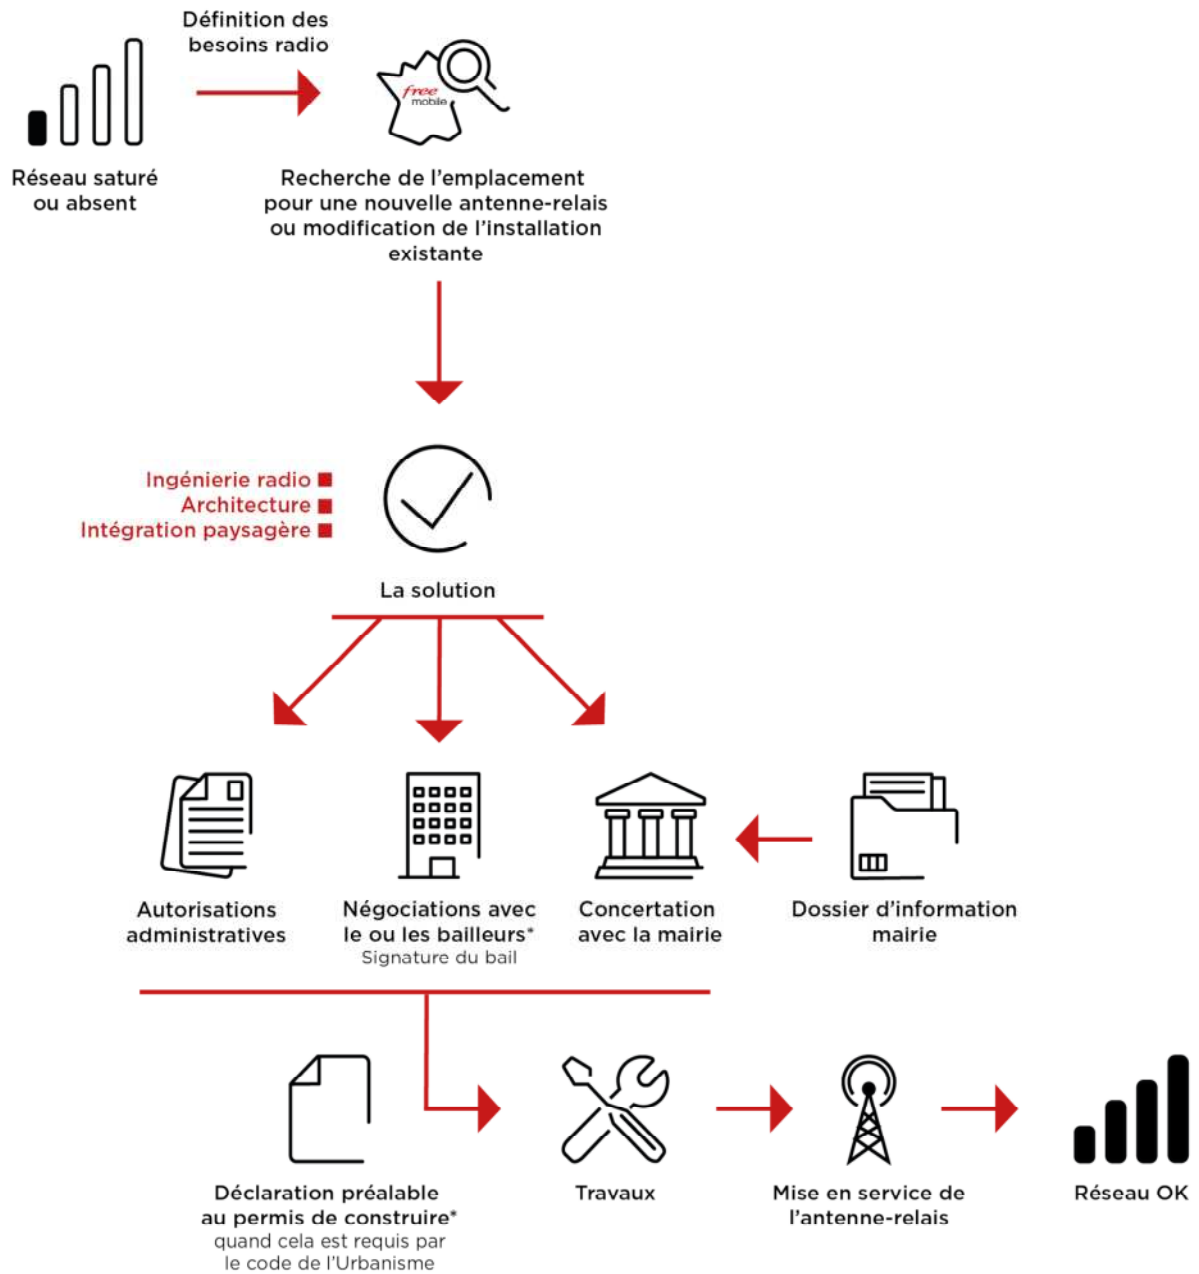 Définition des
besoins radio
free
mobile
Réseau saturé
ou absent
Recherche de l'emplacement
pour une nouvelle antenne-relais
ou modification de l'installation
existante
Ingénierie radio
Architecture
Intégration paysagère
La solution
Autorisations
administratives
Négociations avec
le ou les bailleurs*
Signature du bail
Concertation
avec la mairie
Dossier d'information
mairie
Déclaration préalable
au permis de construire*
quand cela est requis par
le code de l'Urbanisme
Travaux
Mise en service de
l'antenne-relais
Réseau OK